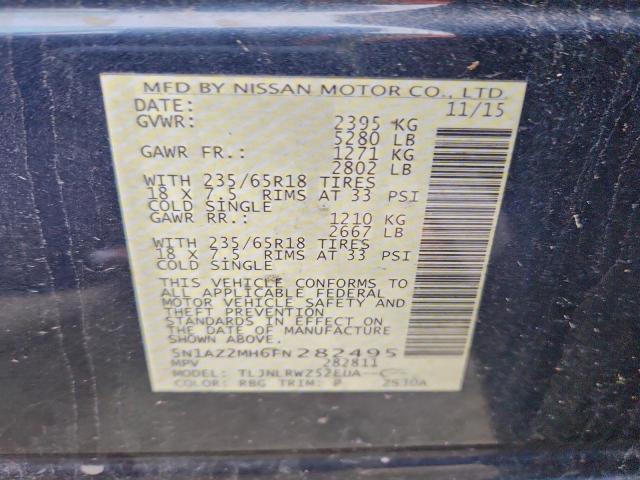 MFD BY NISSAN MOTOR CO., LTD.
DATE: 11/15
GVWR: 2395 KG
5280 LB
GAWR FR.: 1271 KG
2802 LB
WITH 235/65R18 TIRES
18 X 7.5 RIMS AT 33 PSI
COLD SINGLE
GAWR RR.: 1210 KG
2667 LB
WITH 235/65R18 TIRES
18 X 7.5 RIMS AT 33 PSI
COLD SINGLE
THIS VEHICLE CONFORMS TO
ALL APPLICABLE FEDERAL
MOTOR VEHICLE SAFETY AND
THEFT PREVENTION
STANDARDS IN EFFECT ON
THE DATE OF MANUFACTURE
SHOWN ABOVE.
5N1AZ2MH6FN282495
MPV 282811
MODEL: TLJNLRWZ52EUA
COLOR: RBG TRIM: P